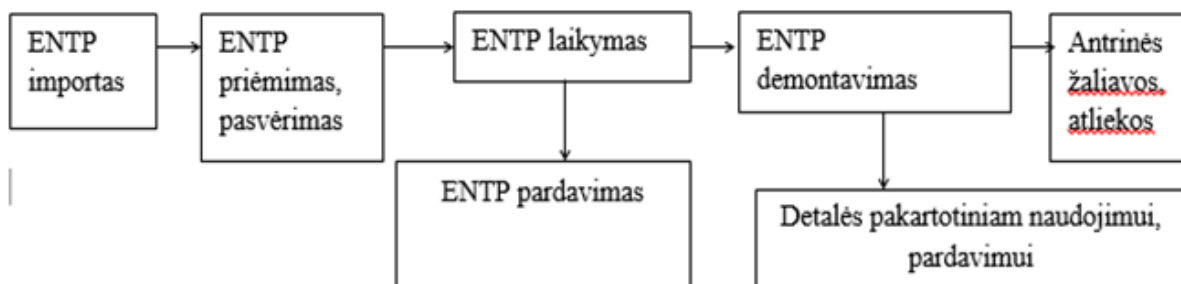 ENTP
importas
ENTP
priėmimas,
pasvėrimas
ENTP laikymas
ENTP
demontavimas
Antrinės
žaliavos,
atliekos
ENTP pardavimas
Detalės pakartotiniam naudojimui,
pardavimui